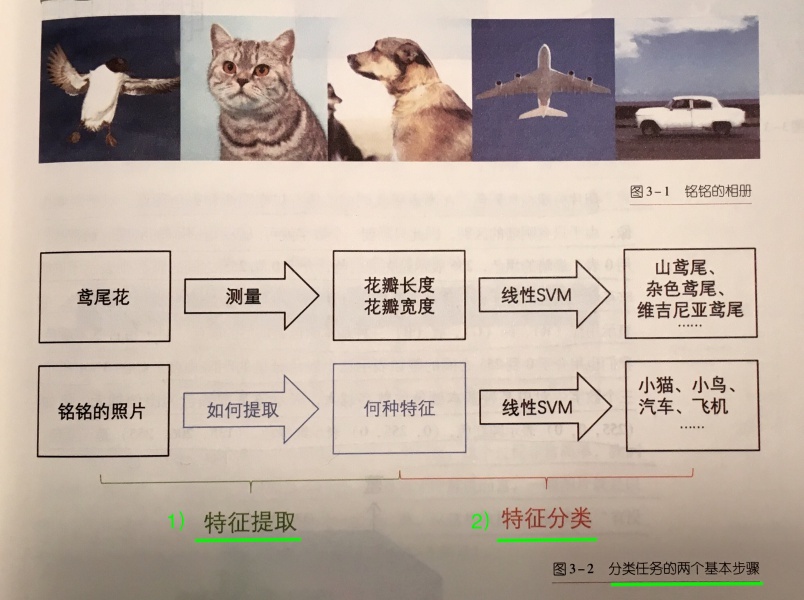 图3-1 铭铭的相册
鸢尾花
测量
花瓣长度
花瓣宽度
线性SVM
山鸢尾、
杂色鸢尾、
维吉尼亚鸢尾
……
铭铭的照片
如何提取
何种特征
线性SVM
小猫、小鸟、
汽车、飞机
……
1) 特征提取
2) 特征分类
图3-2 分类任务的两个基本步骤